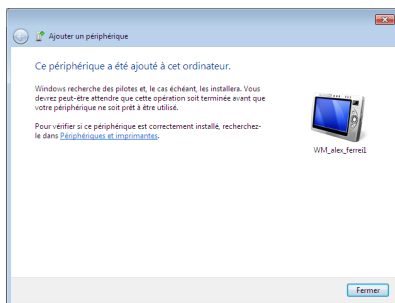 Ajouter un périphérique
Ce périphérique a été ajouté à cet ordinateur.
Windows recherche des pilotes et, le cas échéant, les installera. Vous
devrez peut-être attendre que cette opération soit terminée avant que
votre périphérique ne soit prêt à être utilisé.
Pour vérifier si ce périphérique est correctement installé, recherchez-
le dans Périphériques et imprimantes.
WM_alex_ferrei1
Fermer